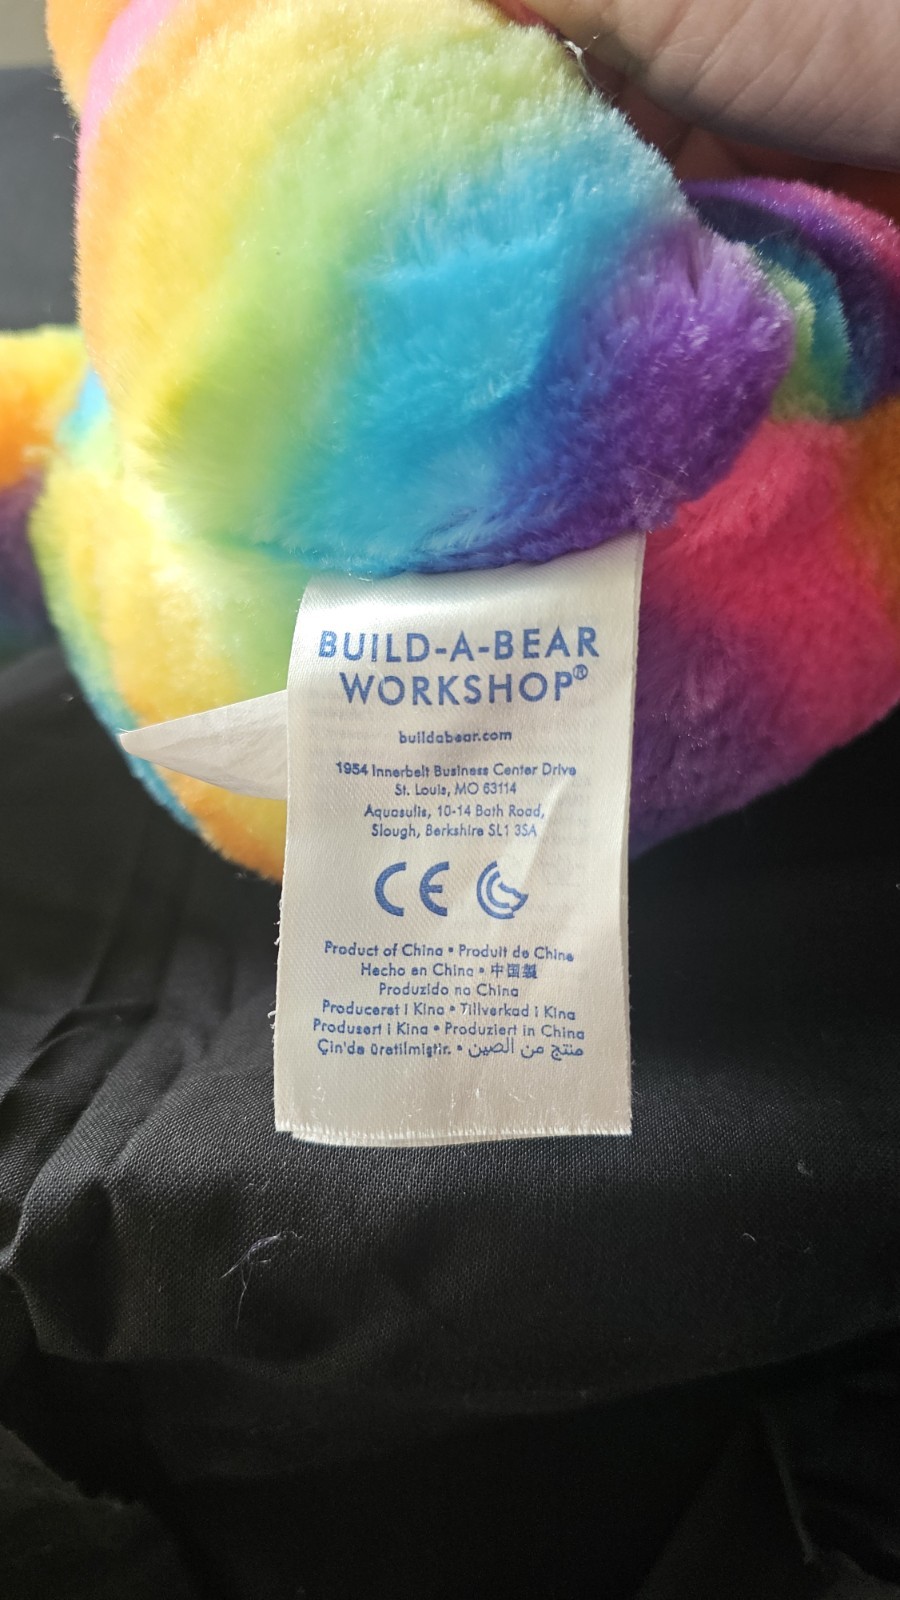 BUILD-A-BEAR
WORKSHOP®
buildabear.com
1954 Innerbelt Business Center Drive
St. Louis, MO 63114
Aquasulis, 10-14 Bath Road,
Slough, Berkshire SL1 3SA
CE
Product of China • Produit de Chine
Hecho en China • 中国製
Produzido na China
Produceret i Kina • Tillverkad i Kina
Produsert i Kina • Produziert in China
Çin'de üretilmiştir. • منتج من الصين